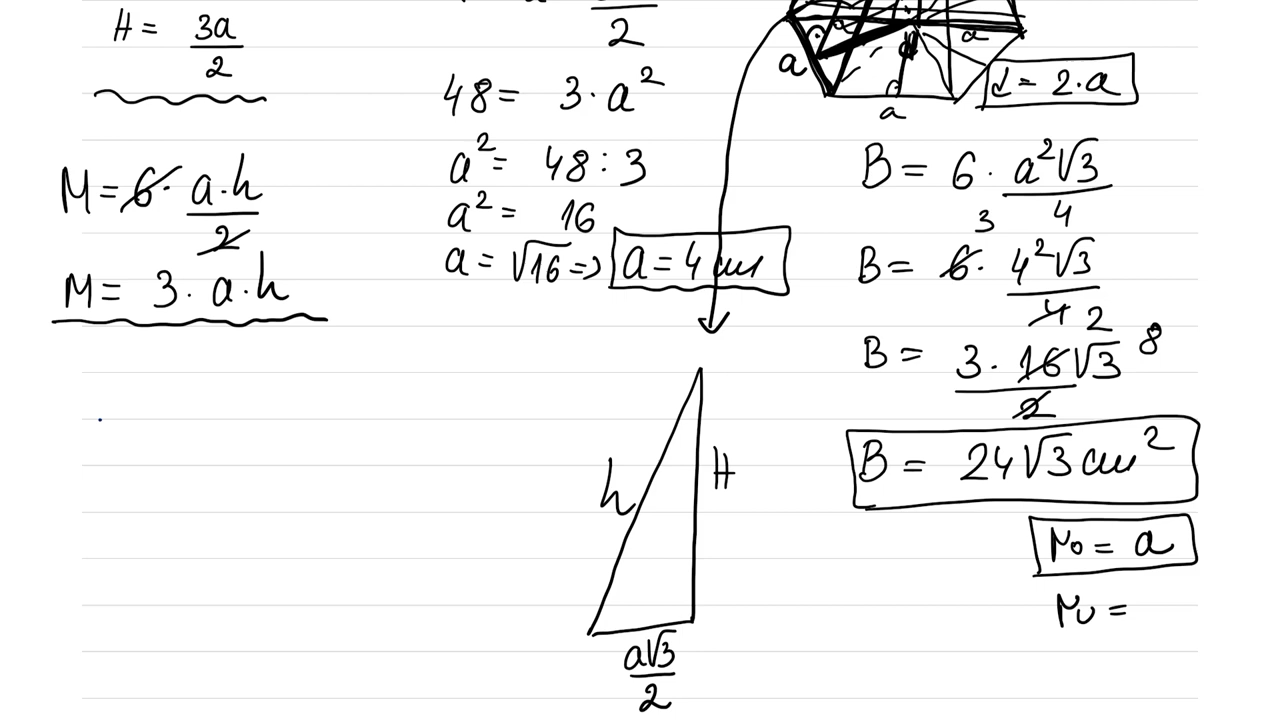 H = 3a/2
2
48 = 3 · a²
a² = 48 : 3
a² = 16
a = √16 => a = 4 cm
M = 6 · a·h/2
M = 3 · a · h
a
a
a
d = 2·a
B = 6 · a²√3/4
3
B = 6 · 4²√3/4 2
B = 3 · 16√3/2 8
B = 24√3 cm²
r₀ = a
rᵤ =
h
H
a√3/2